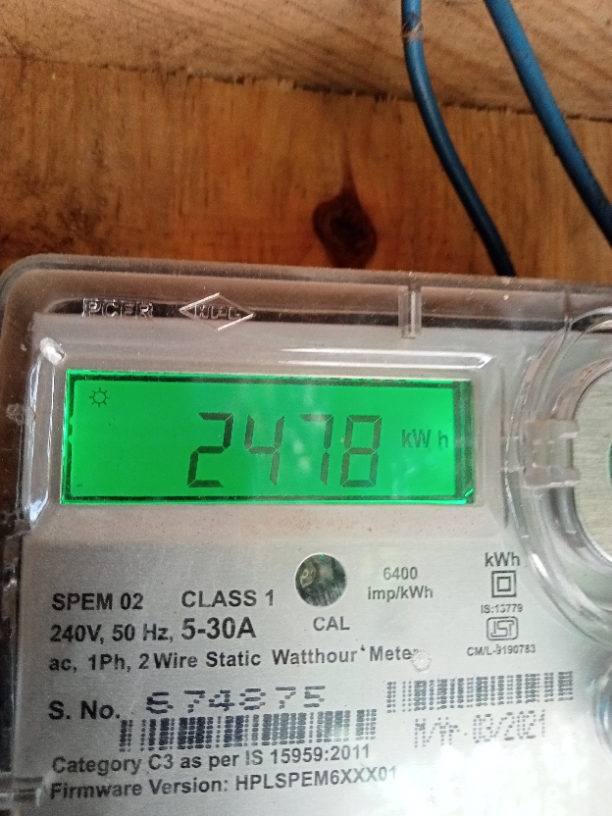 HPL
2478 kWh
SPEM 02 CLASS 1
6400
imp/kWh
kWh
240V, 50 Hz, 5-30A
CAL
IS:13779
ac, 1Ph, 2 Wire Static Watthour Meter
CM/L-9190783
S. No. 674875
M/Yr. 03/2021
Category C3 as per IS 15959:2011
Firmware Version: HPLSPEM6XXX01